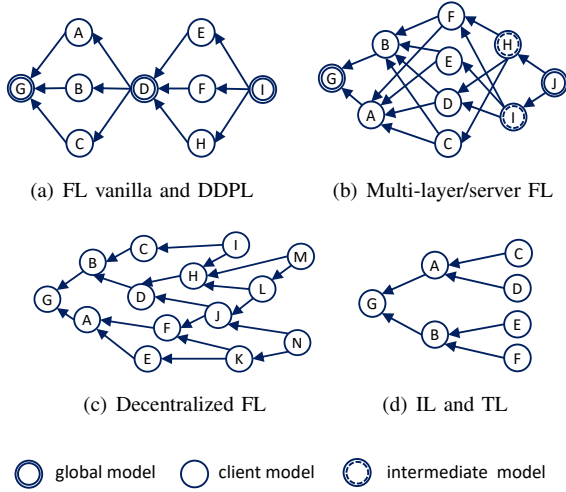 A
E
G
B
D
F
I
C
H
F
H
B
E
J
G
D
A
I
C
(a) FL vanilla and DDPL
(b) Multi-layer/server FL
C
I
B
M
H
L
G
D
A
J
F
N
E
K
C
A
D
G
E
B
F
(c) Decentralized FL
(d) IL and TL
global model
client model
intermediate model